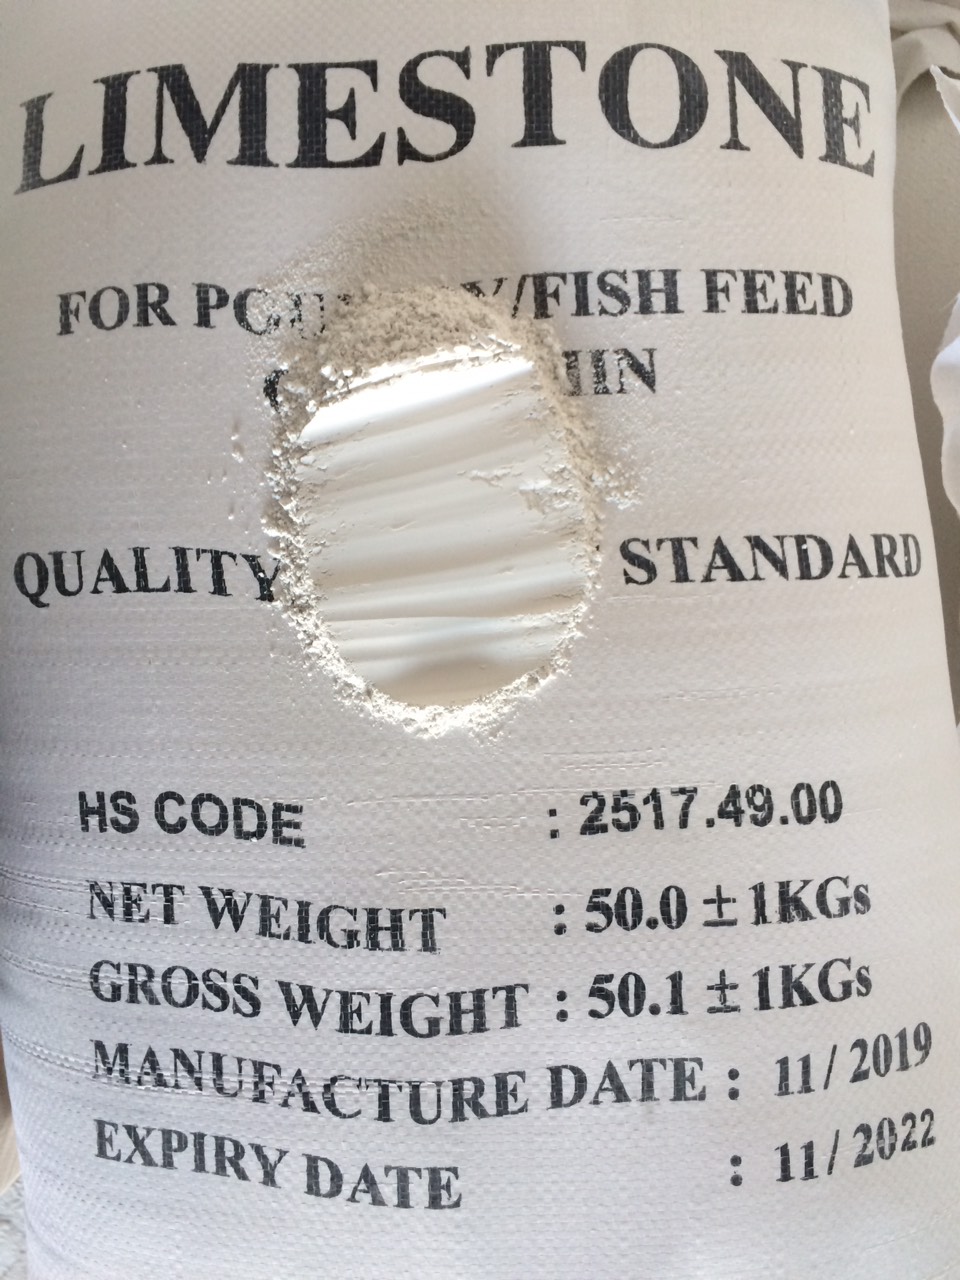 LIMESTONE
FOR /FISH FEED
QUALITY STANDARD
HS CODE : 2517.49.00
NET WEIGHT : 50.0 ± 1KGs
GROSS WEIGHT : 50.1 ± 1KGs
MANUFACTURE DATE : 11/2019
EXPIRY DATE : 11/2022